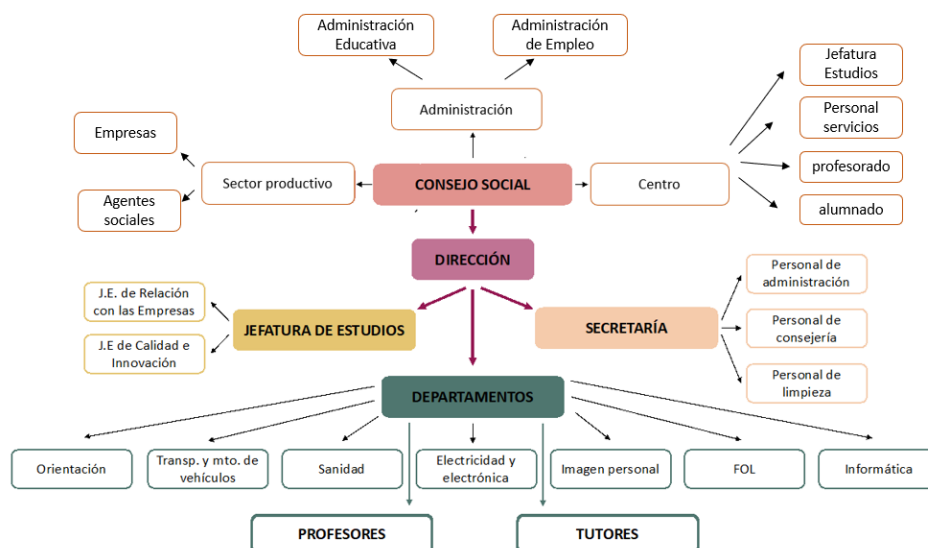 Administración
Educativa
Administración
de Empleo
Jefatura
Estudios
Administración
Empresas
Personal
servicios
Sector productivo
CONSEJO SOCIAL
Centro
profesorado
Agentes
sociales
alumnado
DIRECCIÓN
Personal de
administración
J.E. de Relación
con las Empresas
JEFATURA DE ESTUDIOS
SECRETARÍA
Personal de
consejería
J.E de Calidad e
Innovación
Personal de
limpieza
DEPARTAMENTOS
Orientación
Transp. y mto. de
vehículos
Sanidad
Electricidad y
electrónica
Imagen personal
FOL
Informática
PROFESORES
TUTORES